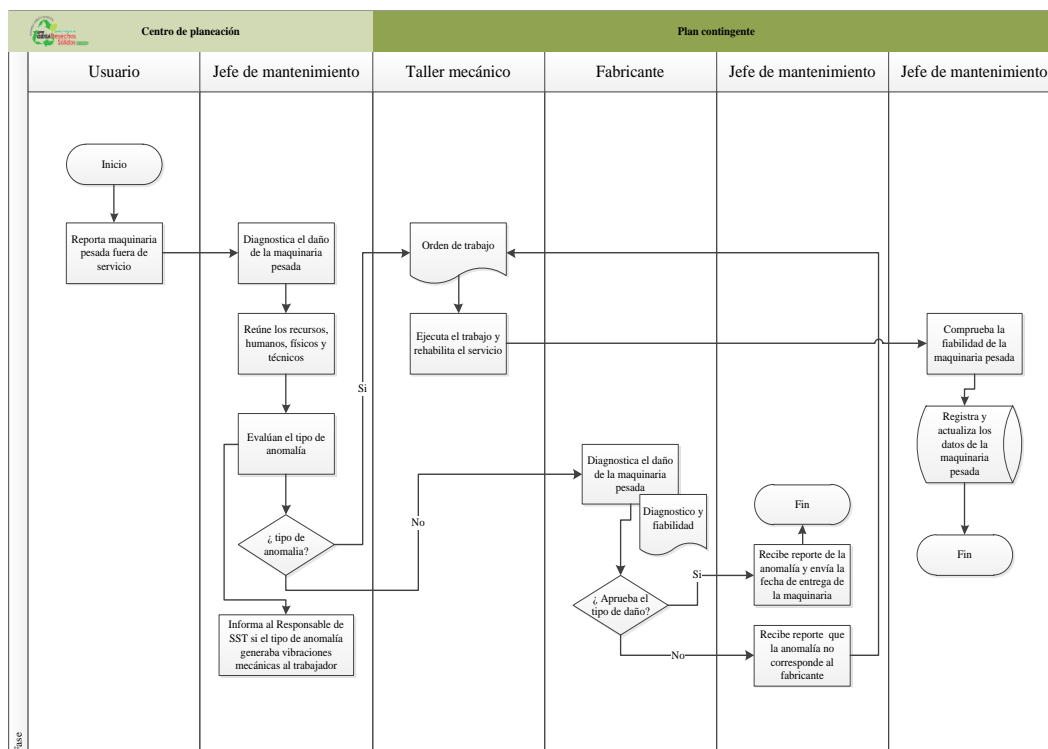 Centro de planeación
Plan contingente
Usuario
Jefe de mantenimiento
Taller mecánico
Fabricante
Jefe de mantenimiento
Jefe de mantenimiento
Inicio
Reporta maquinaria
pesada fuera de
servicio
Diagnostica el daño
de la maquinaria
pesada
Reúne los recursos,
humanos, físicos y
técnicos
Evalúan el tipo de
anomalía
¿ tipo de
anomalia?
Si
No
Informa al Responsable de
SST si el tipo de anomalía
generaba vibraciones
mecánicas al trabajador
Orden de trabajo
Ejecuta el trabajo y
rehabilita el servicio
Diagnostica el daño
de la maquinaria
pesada
Diagnostico y
fiabilidad
¿ Aprueba el
tipo de daño?
Si
No
Fin
Recibe reporte de la
anomalía y envía la
fecha de entrega de
la maquinaria
Recibe reporte que
la anomalía no
corresponde al
fabricante
Comprueba la
fiabilidad de la
maquinaria pesada
Registra y
actualiza los
datos de la
maquinaria
pesada
Fin
Fase